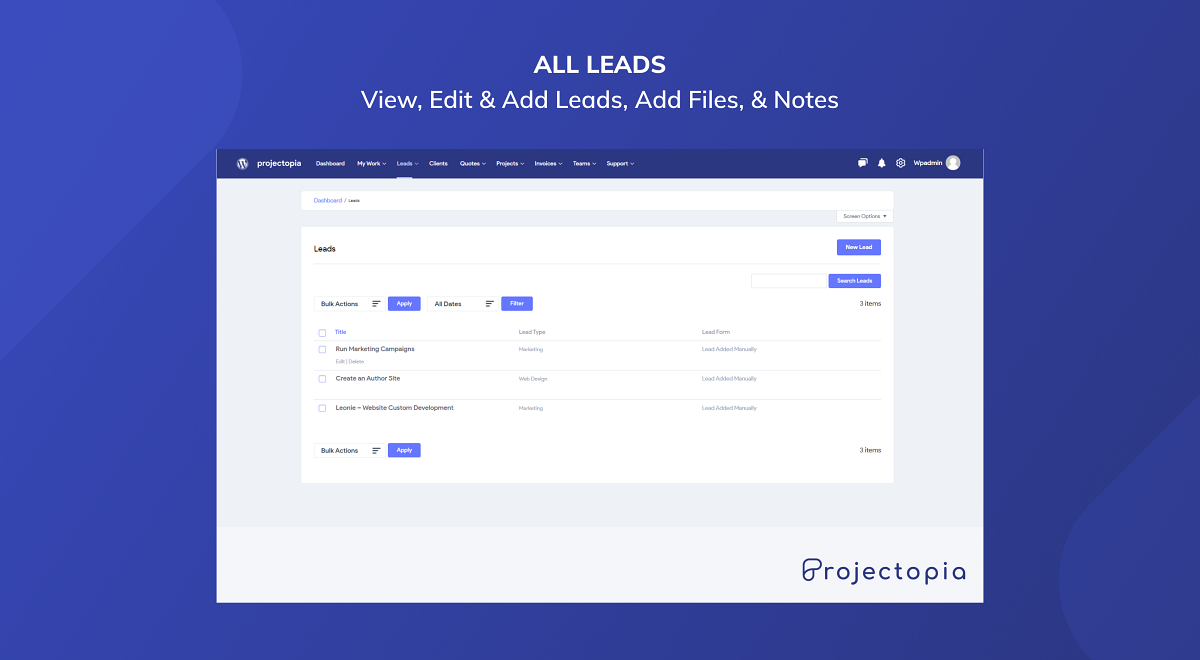 ALL LEADS
View, Edit & Add Leads, Add Files, & Notes
projectopia Dashboard My Work Leads Clients Quotes Projects Invoices Teams Support Wpadmin
Dashboard / Leads
Screen Options
Leads New Lead
Search Leads
Bulk Actions Apply All Dates Filter 3 items
Title Lead Type Lead Form
Run Marketing Campaigns Marketing Lead Added Manually
Edit | Delete
Create an Author Site Web Design Lead Added Manually
Leonie – Website Custom Development Marketing Lead Added Manually
Bulk Actions Apply 3 items
Projectopia